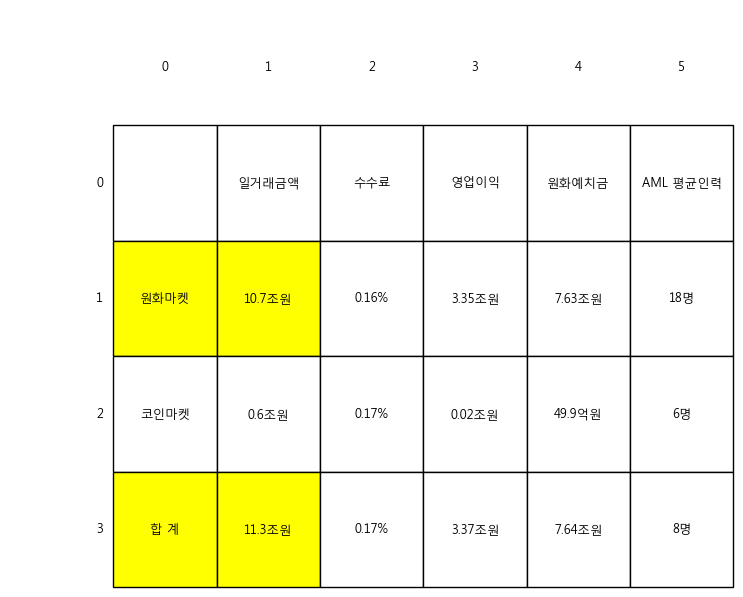 0 1 2 3 4 5
0 일거래금액 수수료 영업이익 원화예치금 AML 평균인력
1 원화마켓 10.7조원 0.16% 3.35조원 7.63조원 18명
2 코인마켓 0.6조원 0.17% 0.02조원 49.9억원 6명
3 합 계 11.3조원 0.17% 3.37조원 7.64조원 8명